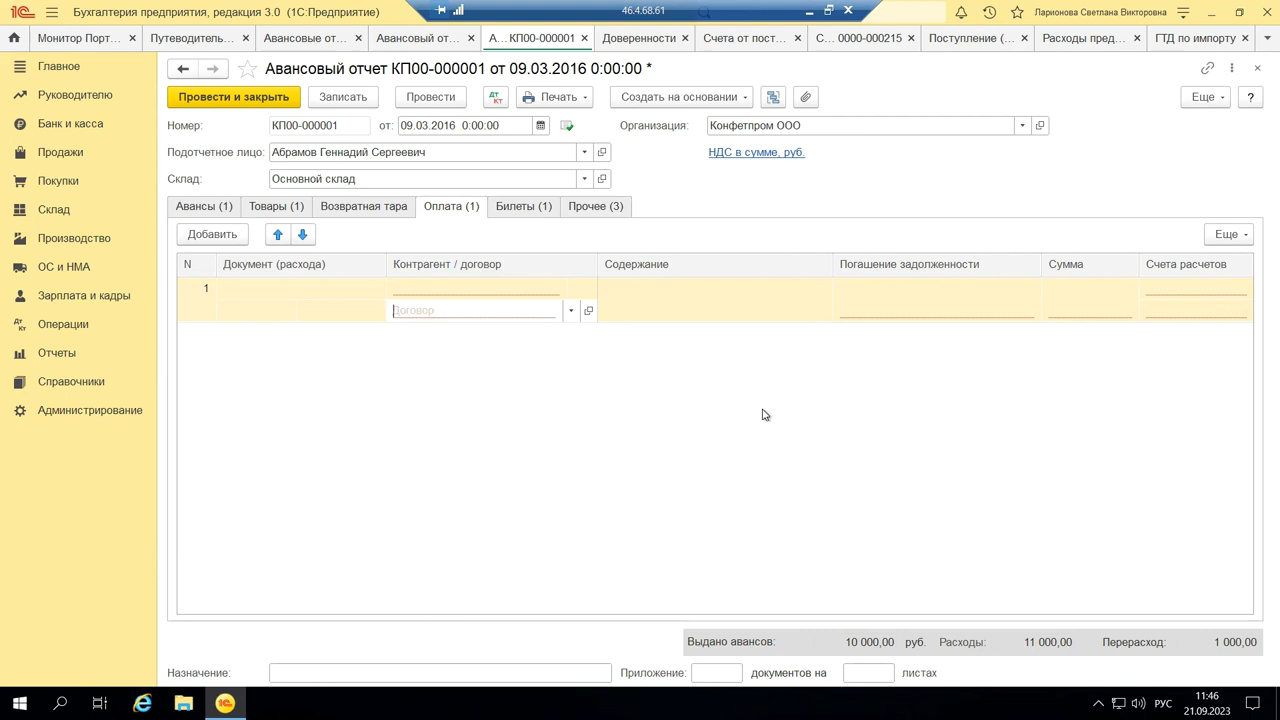 Бухгалтерия предприятия, редакция 3.0 (1С:Предприятие)
46.4.68.61
Ларионова Светлана Викторовна
Монитор Порт...
Путеводитель...
Авансовые от...
Авансовый от...
А... КП00-000001
Доверенности
Счета от пост...
С... 0000-000215
Поступление (...
Расходы пред...
ГТД по импорту
Главное
Руководителю
Банк и касса
Продажи
Покупки
Склад
Производство
ОС и НМА
Зарплата и кадры
Операции
Отчеты
Справочники
Администрирование
Авансовый отчет КП00-000001 от 09.03.2016 0:00:00 *
Провести и закрыть
Записать
Провести
Дт Кт
Печать
Создать на основании
Еще
?
Номер: КП00-000001 от: 09.03.2016 0:00:00
Организация: Конфетпром ООО
Подотчетное лицо: Абрамов Геннадий Сергеевич
НДС в сумме, руб.
Склад: Основной склад
Авансы (1)
Товары (1)
Возвратная тара
Оплата (1)
Билеты (1)
Прочее (3)
Добавить
Еще
N
Документ (расхода)
Контрагент / договор
Содержание
Погашение задолженности
Сумма
Счета расчетов
1
Договор
Выдано авансов: 10 000,00 руб. Расходы: 11 000,00 Перерасход: 1 000,00
Назначение:
Приложение: документов на листах
РУС
11:46
21.09.2023